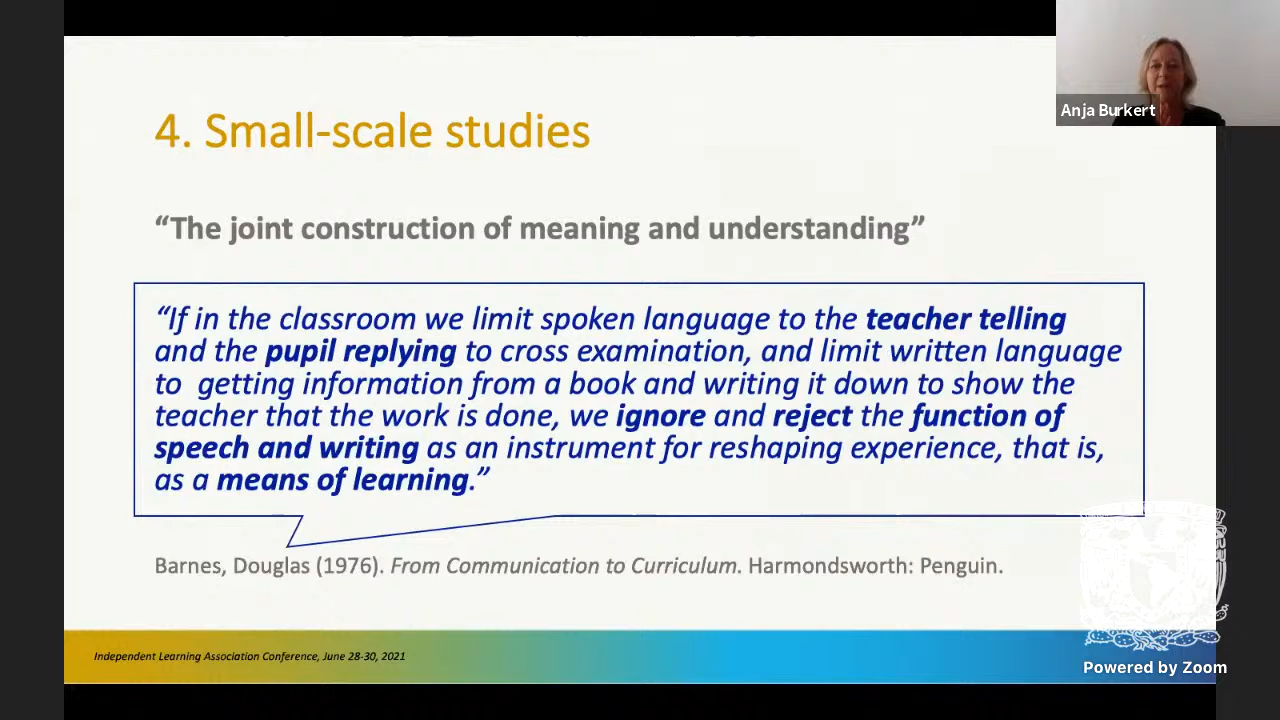 4. Small-scale studies
Anja Burkert
“The joint construction of meaning and understanding”
“If in the classroom we limit spoken language to the teacher telling
and the pupil replying to cross examination, and limit written language
to getting information from a book and writing it down to show the
teacher that the work is done, we ignore and reject the function of
speech and writing as an instrument for reshaping experience, that is,
as a means of learning.”
Barnes, Douglas (1976). From Communication to Curriculum. Harmondsworth: Penguin.
Independent Learning Association Conference, June 28-30, 2021
Powered by Zoom